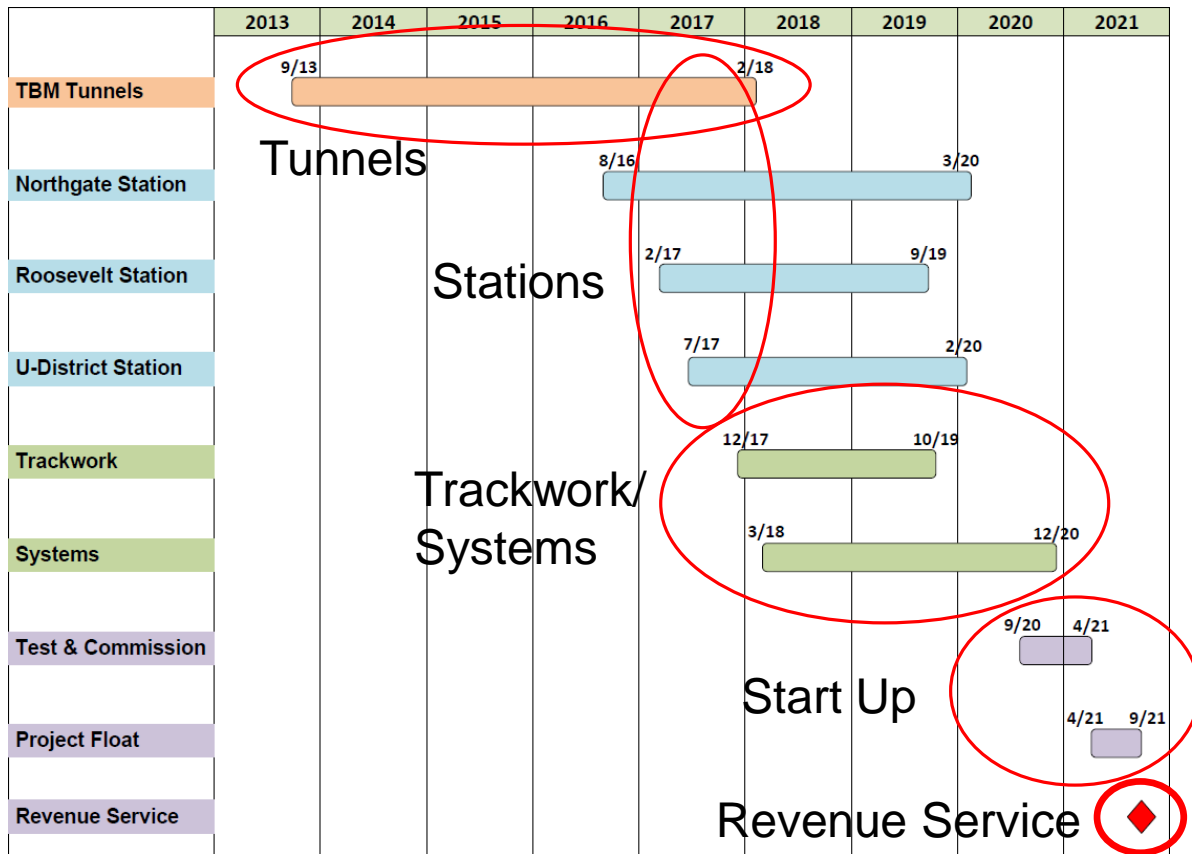 2013 2014 2015 2016 2017 2018 2019 2020 2021
9/13 2/18
TBM Tunnels
Tunnels
8/16 3/20
Northgate Station
2/17 9/19
Roosevelt Station
Stations
7/17 2/20
U-District Station
12/17 10/19
Trackwork
Trackwork/
Systems
3/18 12/20
Systems
9/20 4/21
Test & Commission
Start Up
4/21 9/21
Project Float
Revenue Service
Revenue Service